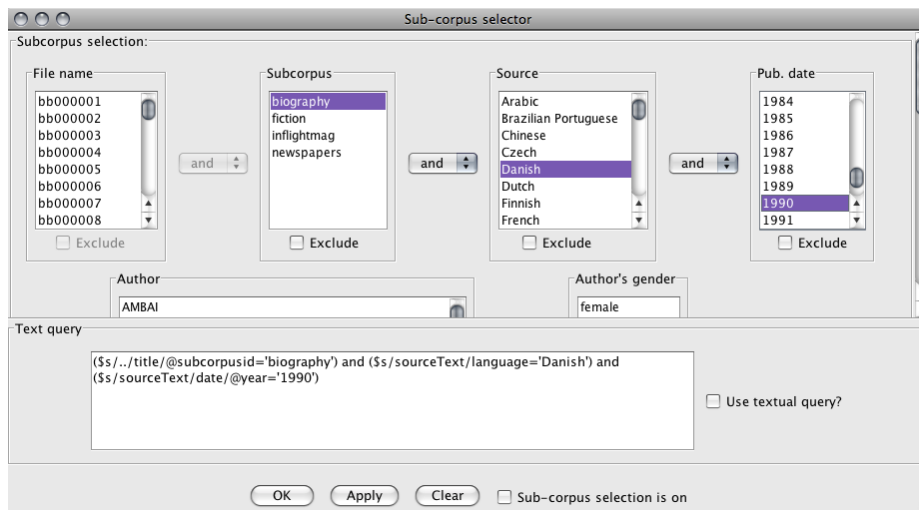 Sub-corpus selector
Subcorpus selection:
File name
bb000001
bb000002
bb000003
bb000004
bb000005
bb000006
bb000007
bb000008
Exclude
and
Subcorpus
biography
fiction
inflightmag
newspapers
Exclude
and
Source
Arabic
Brazilian Portuguese
Chinese
Czech
Danish
Dutch
Finnish
French
Exclude
and
Pub. date
1984
1985
1986
1987
1988
1989
1990
1991
Exclude
Author
AMBAI
Author's gender
female
Text query
($s/../title/@subcorpusid='biography') and ($s/sourceText/language='Danish') and
($s/sourceText/date/@year='1990')
Use textual query?
OK
Apply
Clear
Sub-corpus selection is on